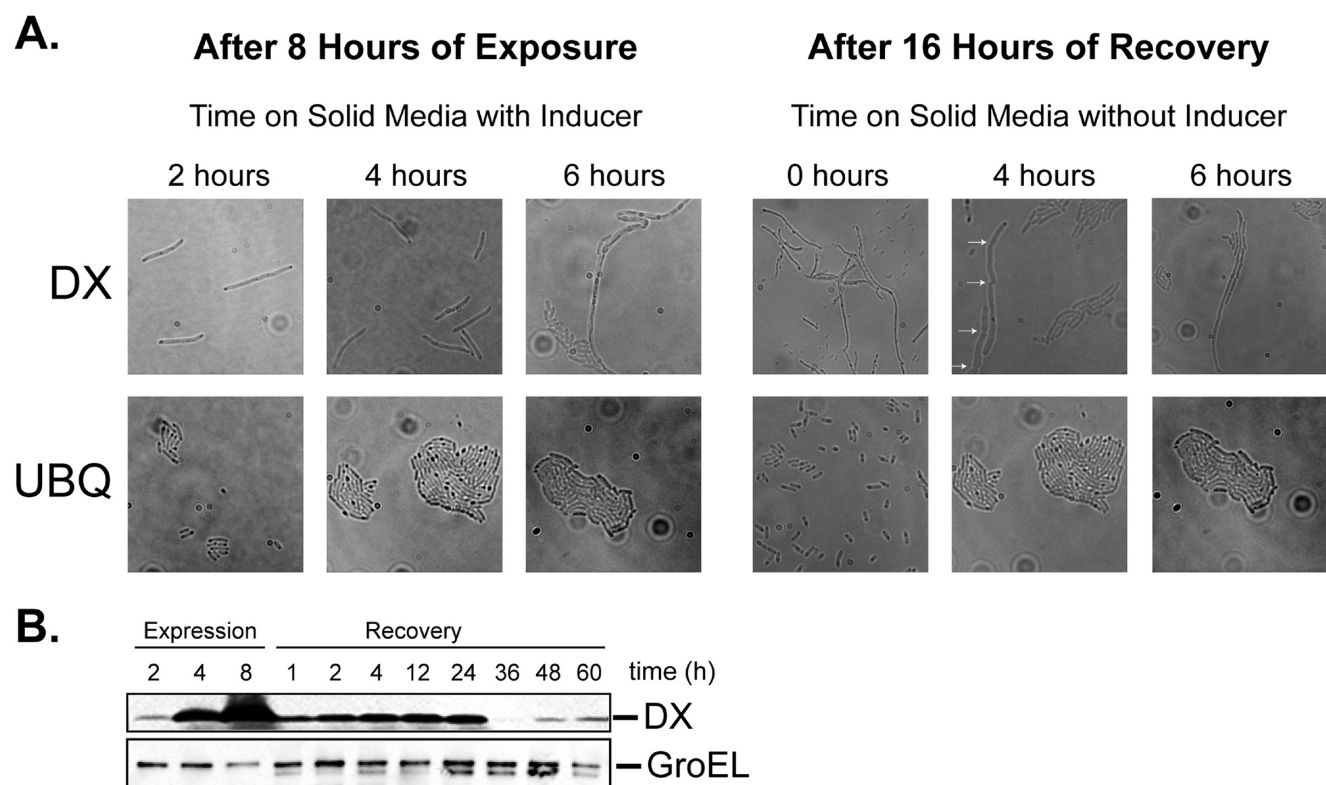 A.
After 8 Hours of Exposure
After 16 Hours of Recovery
Time on Solid Media with Inducer
Time on Solid Media without Inducer
2 hours 4 hours 6 hours
0 hours 4 hours 6 hours
DX
UBQ
B.
Expression Recovery
2 4 8 1 2 4 12 24 36 48 60 time (h)
DX
GroEL